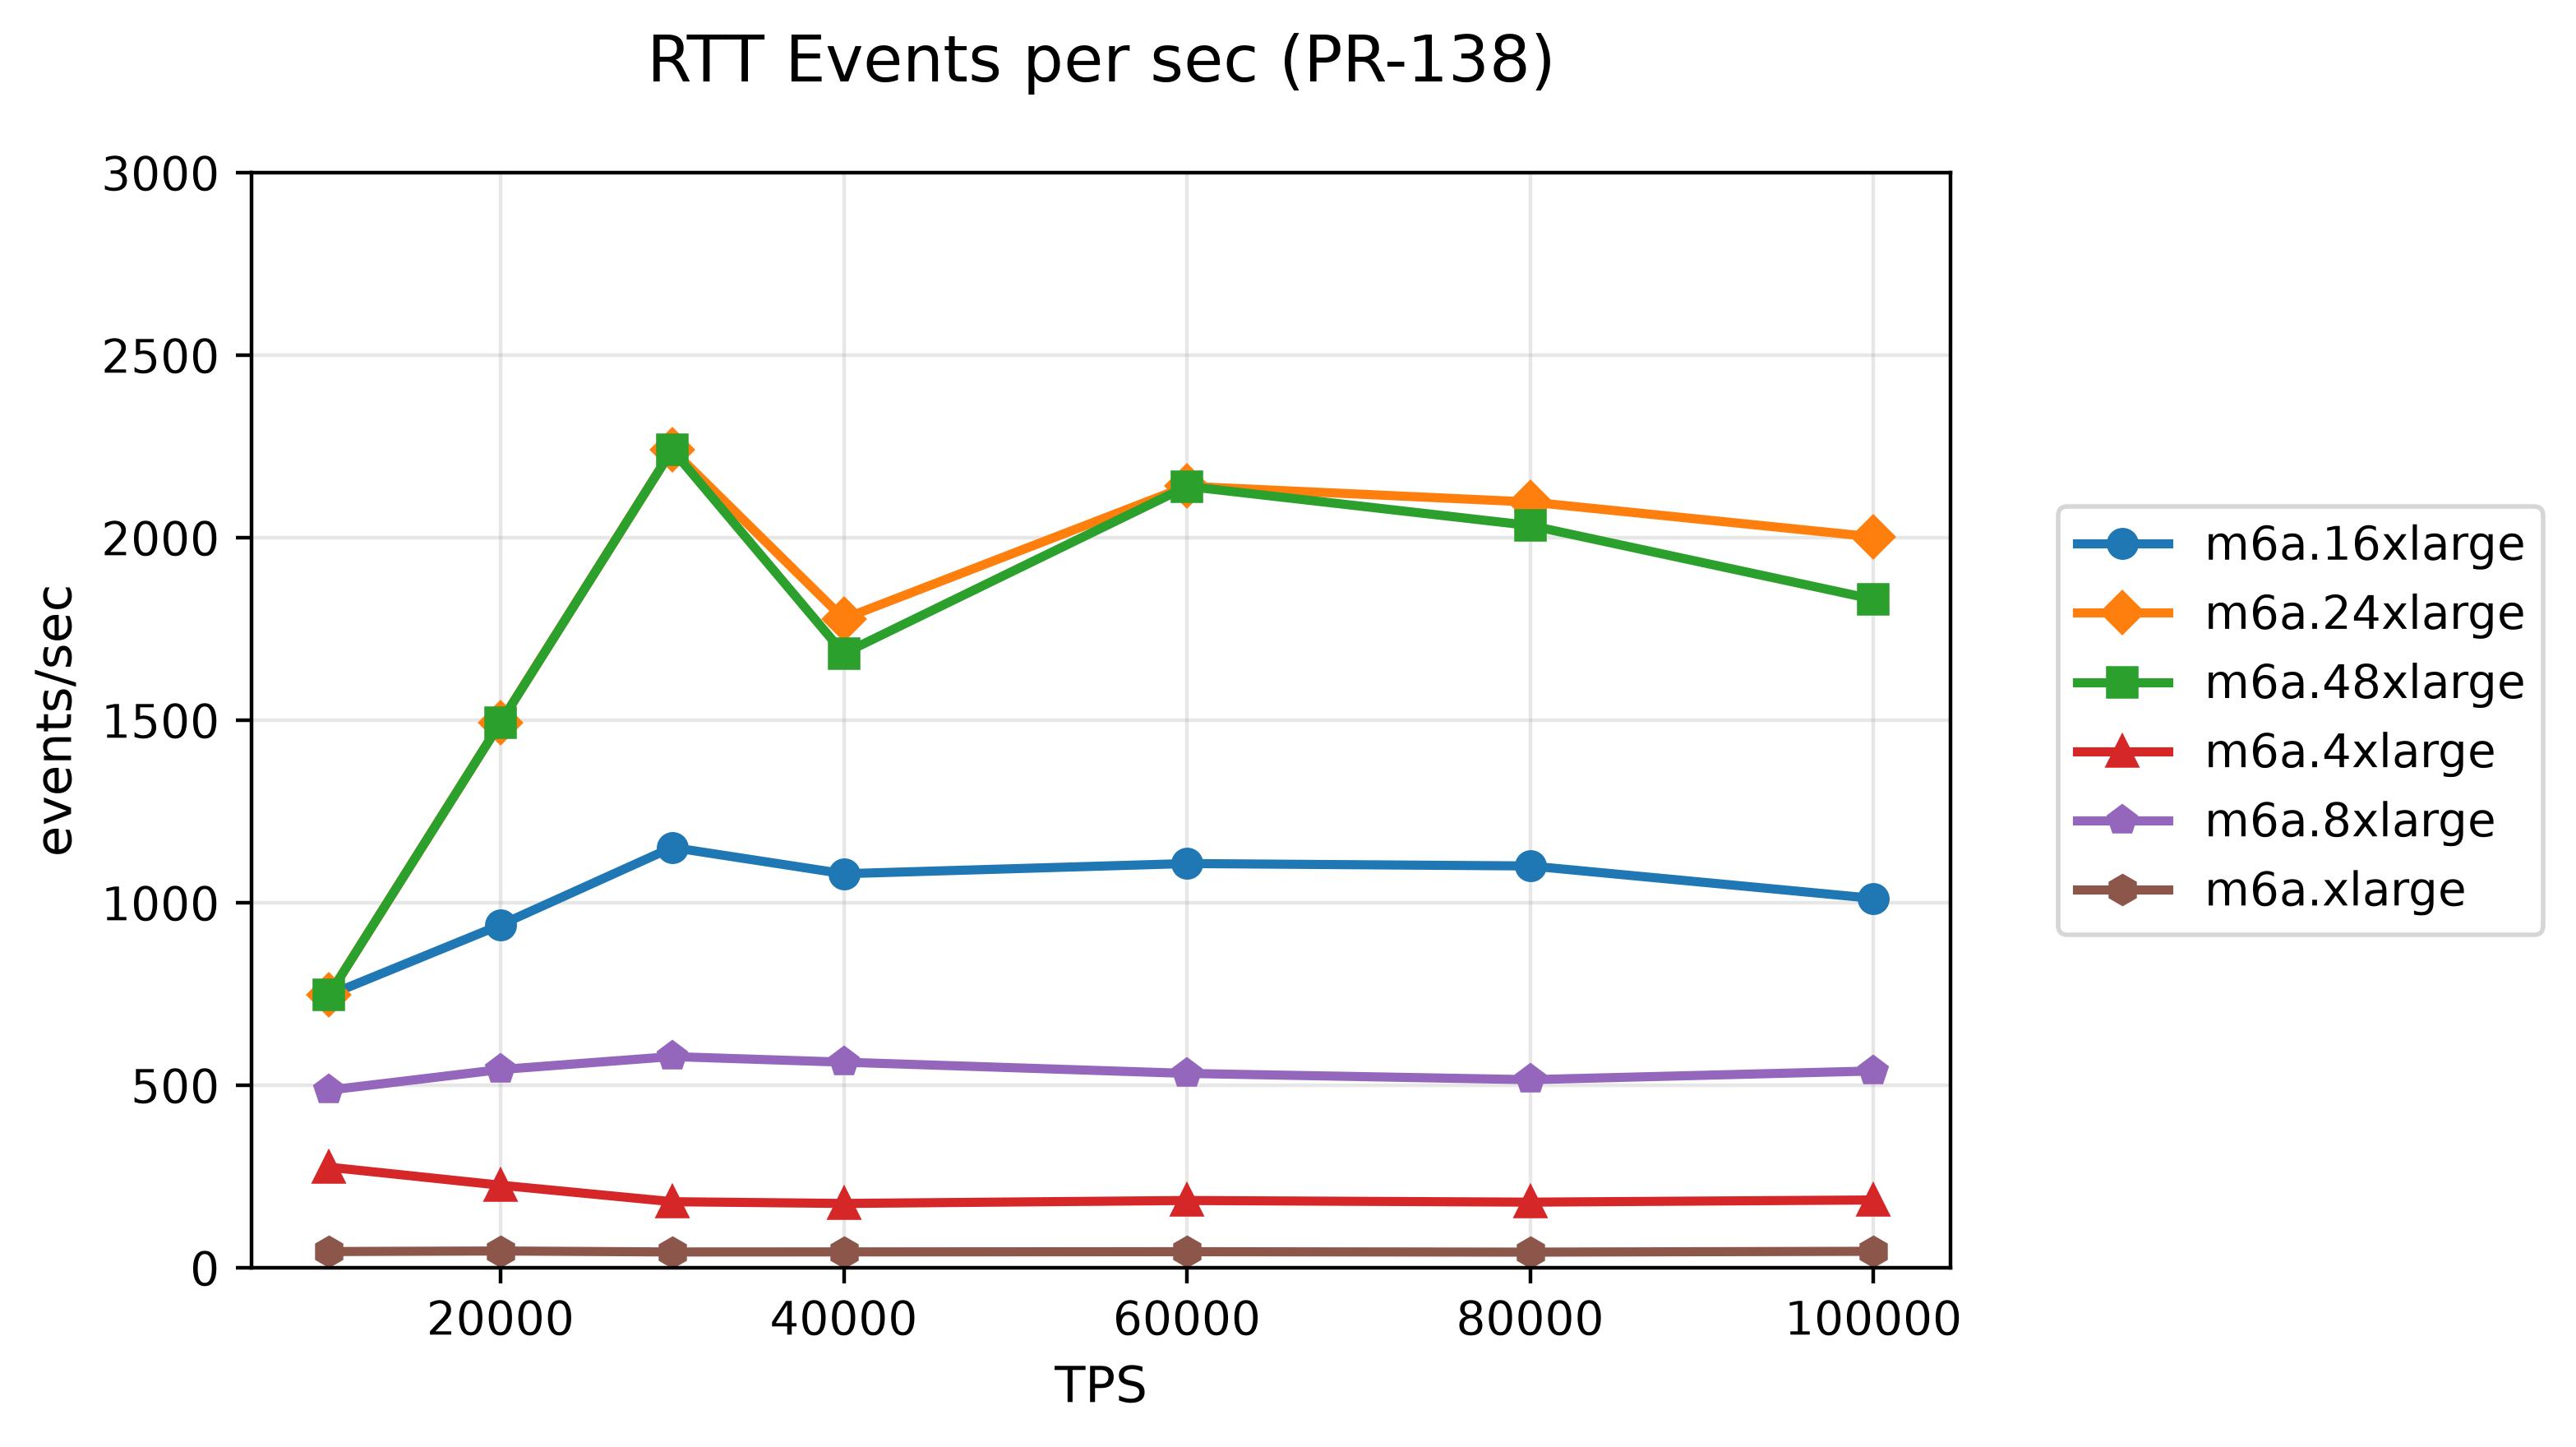 RTT Events per sec (PR-138)
3000
2500
2000
1500
1000
500
0
events/sec
20000
40000
60000
80000
100000
TPS
m6a.16xlarge
m6a.24xlarge
m6a.48xlarge
m6a.4xlarge
m6a.8xlarge
m6a.xlarge